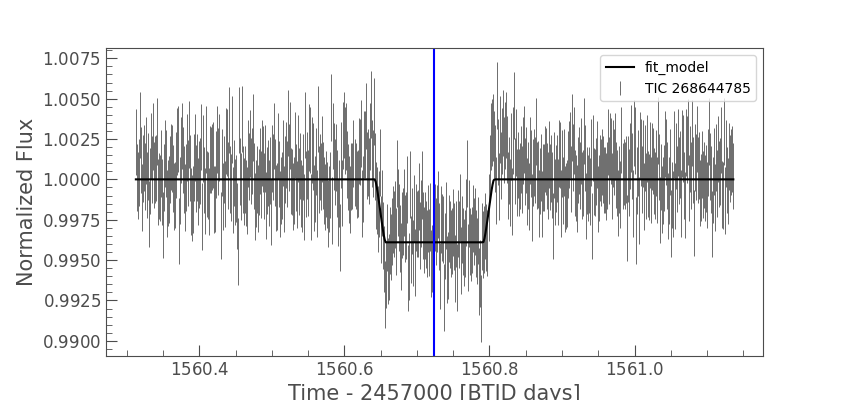 1.0075
1.0050
1.0025
1.0000
0.9975
0.9950
0.9925
0.9900
Normalized Flux
fit_model
TIC 268644785
1560.4 1560.6 1560.8 1561.0
Time - 2457000 [BTJD days]